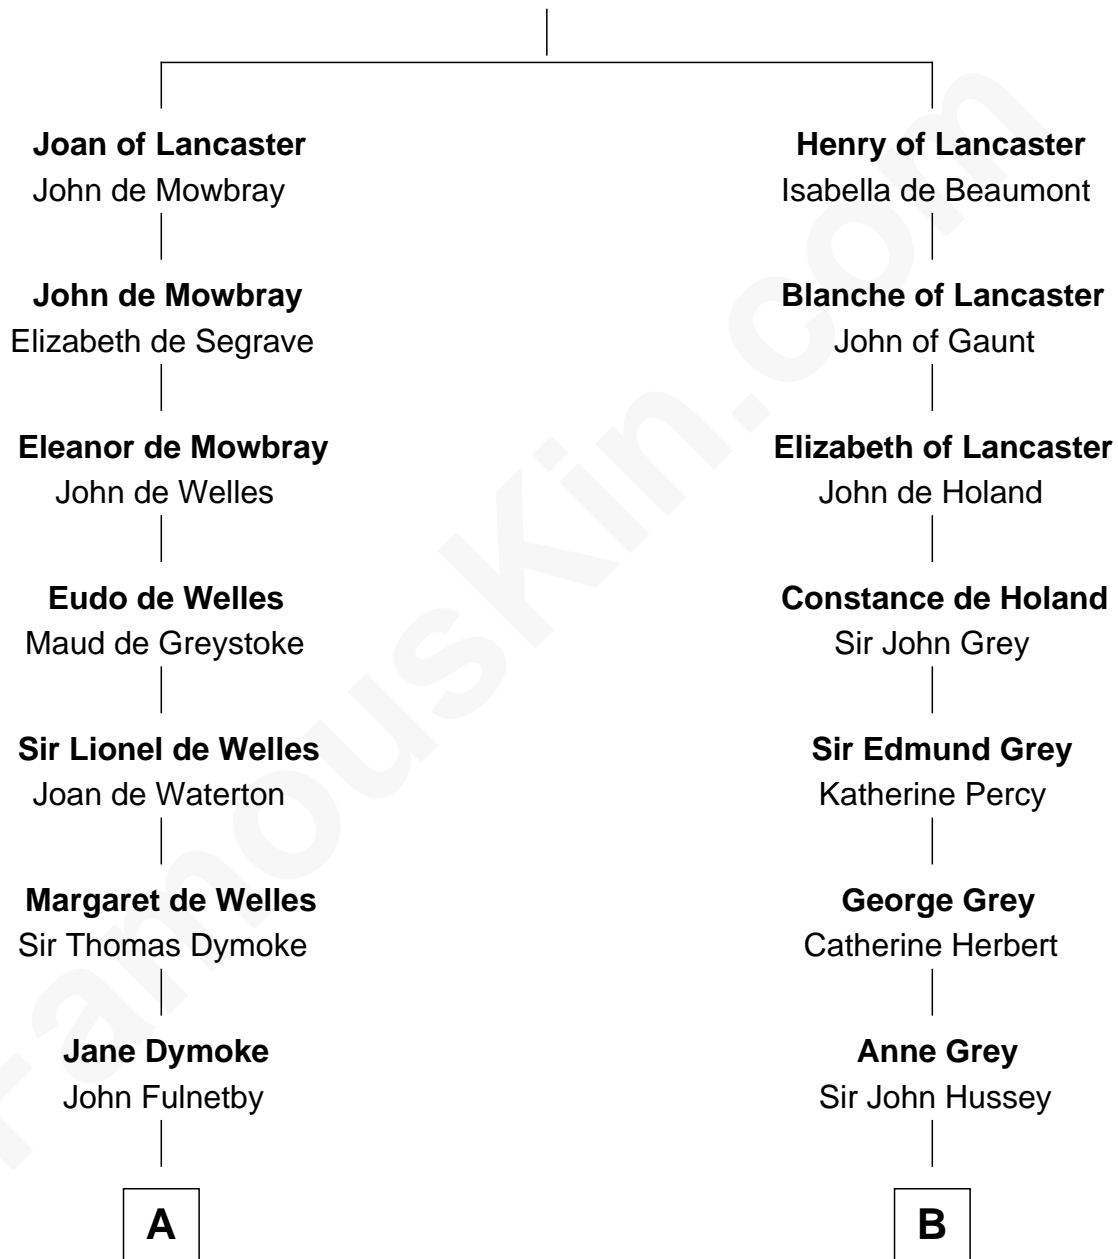 Joan of Lancaster
John de Mowbray
John de Mowbray
Elizabeth de Segrave
Eleanor de Mowbray
John de Welles
Eudo de Welles
Maud de Greystoke
Sir Lionel de Welles
Joan de Waterton
Margaret de Welles
Sir Thomas Dymoke
Jane Dymoke
John Fulnetby
A
Henry of Lancaster
Isabella de Beaumont
Blanche of Lancaster
John of Gaunt
Elizabeth of Lancaster
John de Holand
Constance de Holand
Sir John Grey
Sir Edmund Grey
Katherine Percy
George Grey
Catherine Herbert
Anne Grey
Sir John Hussey
B
FamousKin.com